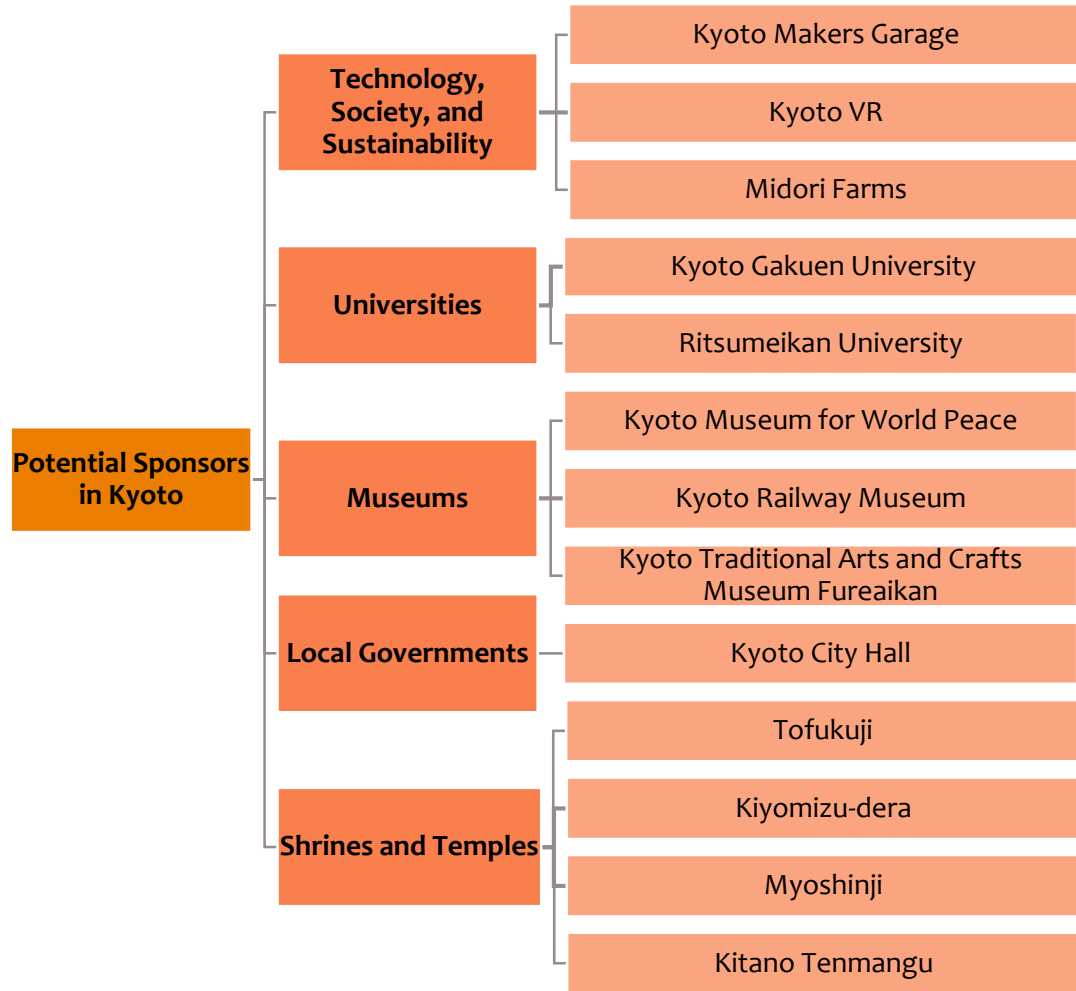 Potential Sponsors
in Kyoto
Technology,
Society, and
Sustainability
Kyoto Makers Garage
Kyoto VR
Midori Farms
Universities
Kyoto Gakuen University
Ritsumeikan University
Museums
Kyoto Museum for World Peace
Kyoto Railway Museum
Kyoto Traditional Arts and Crafts
Museum Fureaikan
Local Governments
Kyoto City Hall
Shrines and Temples
Tofukuji
Kiyomizu-dera
Myoshinji
Kitano Tenmangu